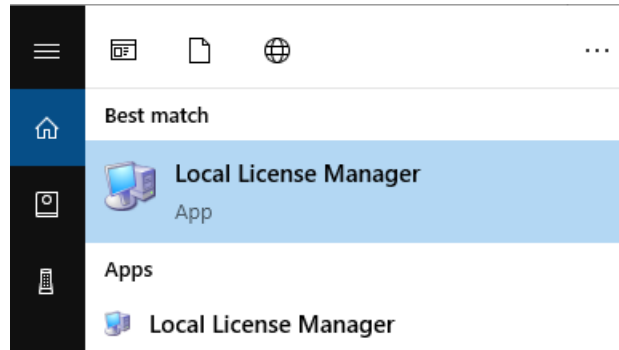 Best match
Local License Manager
App
Apps
Local License Manager